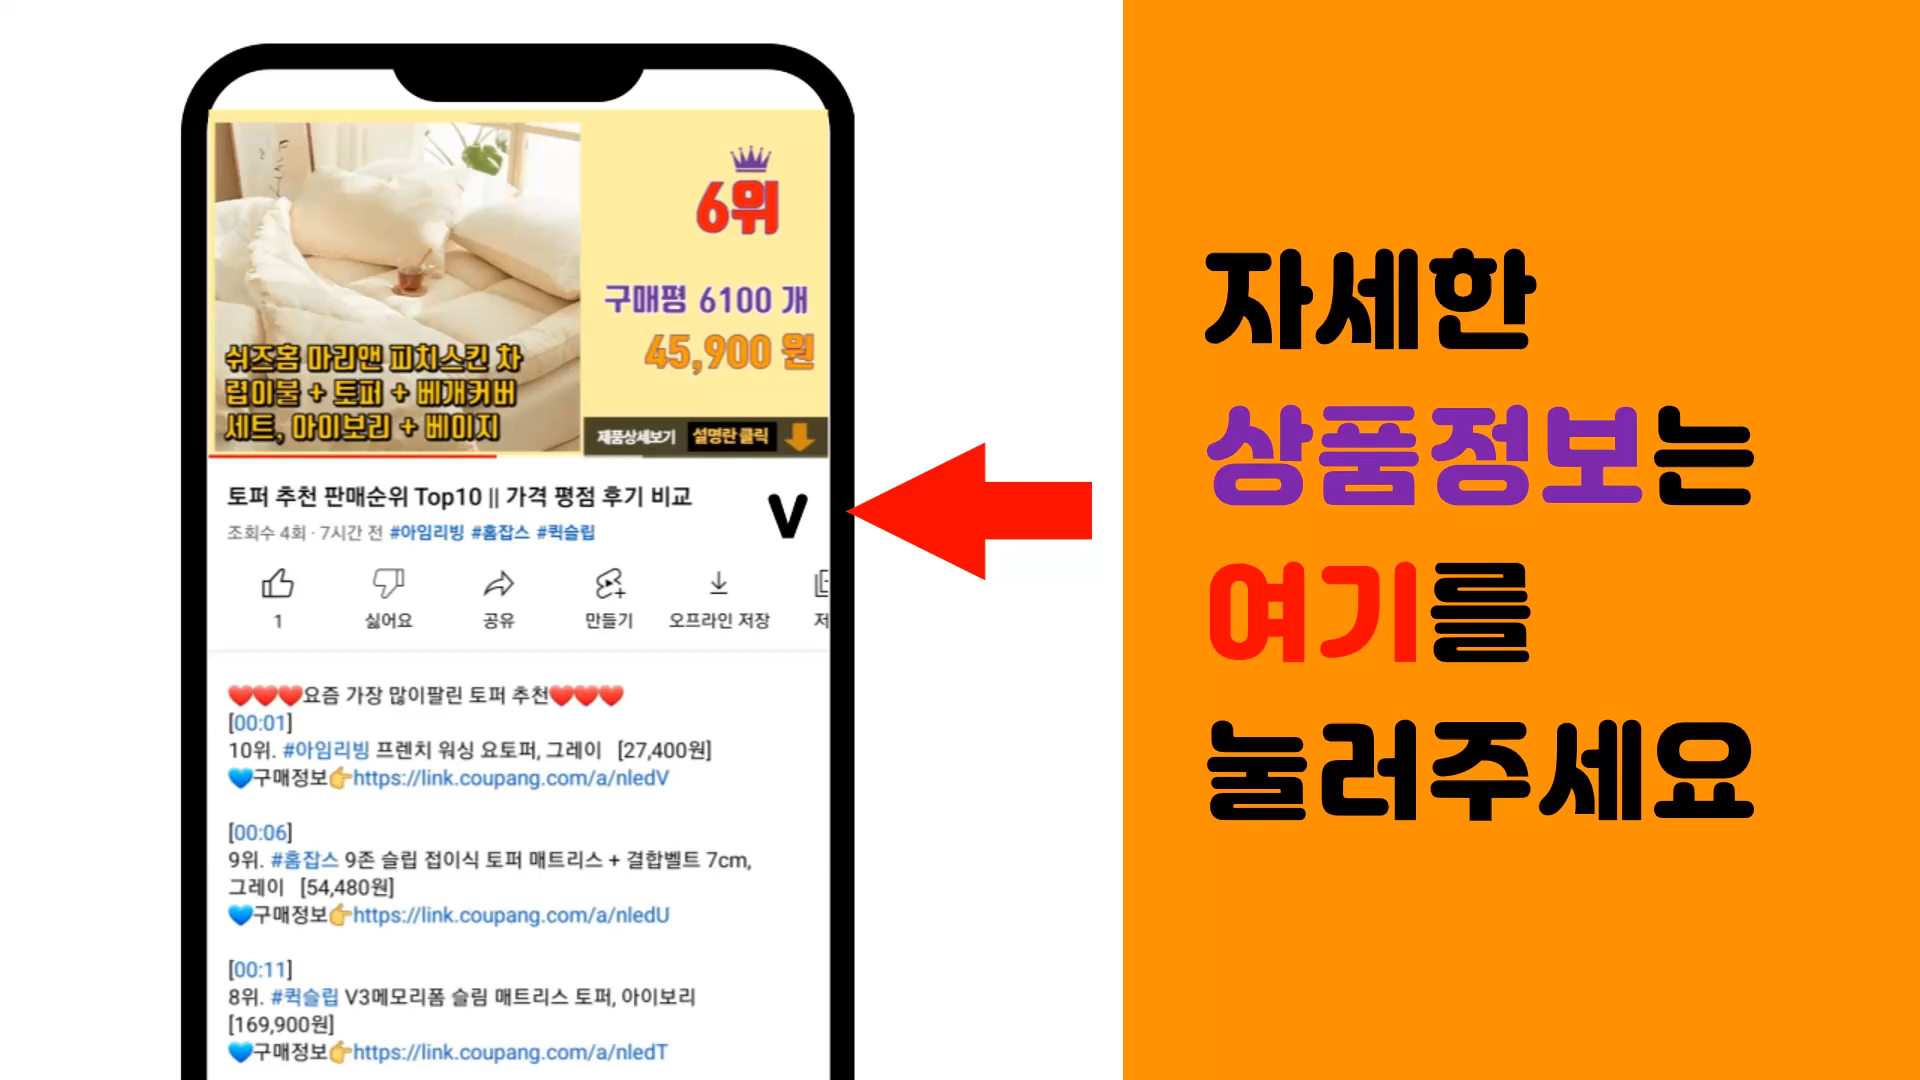 6위
구매평 6100 개
45,900 원
쉬즈홈 마리앤 피치스킨 차
렵이불 + 토퍼 + 베개커버
세트, 아이보리 + 베이지
제품상세보기 설명란 클릭
토퍼 추천 판매순위 Top10 || 가격 평점 후기 비교
V
조회수 4회 · 7시간 전 #아임리빙 #홈잡스 #퀵슬립
1 싫어요 공유 만들기 오프라인 저장 저
❤️❤️❤️요즘 가장 많이팔린 토퍼 추천❤️❤️❤️
[00:01]
10위. #아임리빙 프렌치 워싱 요토퍼, 그레이 [27,400원]
💙구매정보👉https://link.coupang.com/a/nledV
[00:06]
9위. #홈잡스 9존 슬립 접이식 토퍼 매트리스 + 결합벨트 7cm,
그레이 [54,480원]
💙구매정보👉https://link.coupang.com/a/nledU
[00:11]
8위. #퀵슬립 V3메모리폼 슬림 매트리스 토퍼, 아이보리
[169,900원]
💙구매정보👉https://link.coupang.com/a/nledT
자세한
상품정보는
여기를
눌러주세요